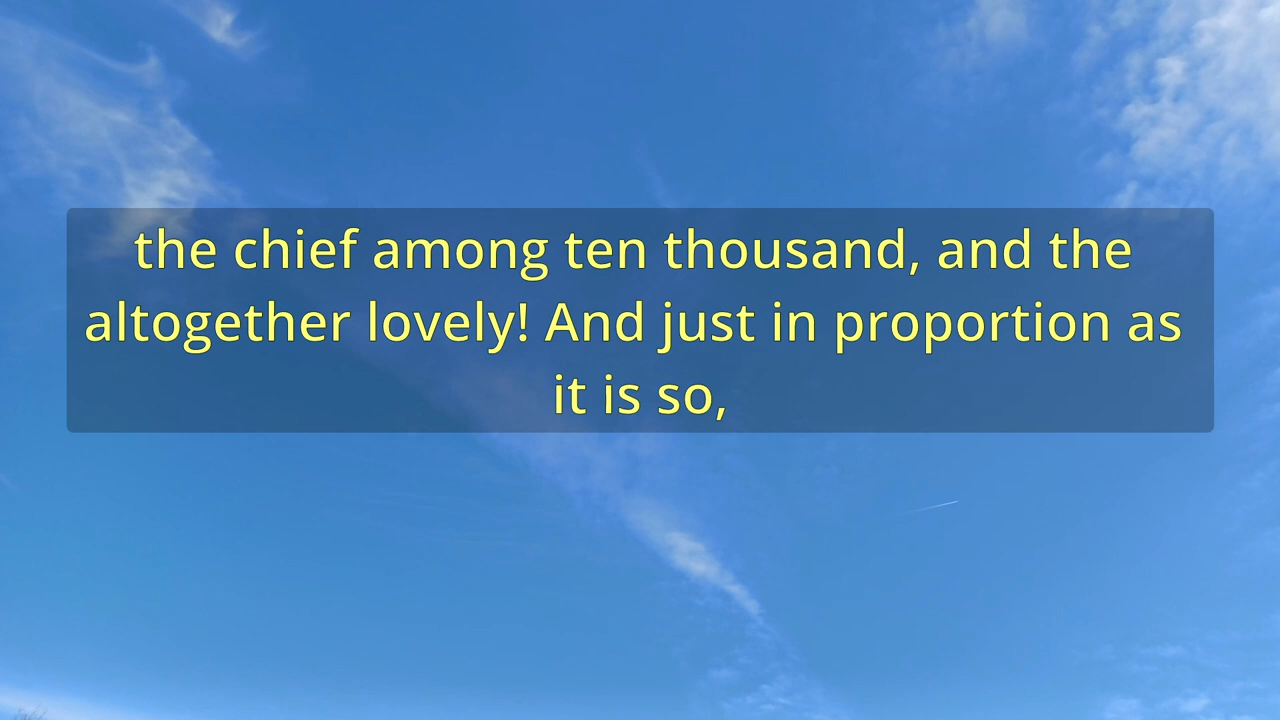 the chief among ten thousand, and the
altogether lovely! And just in proportion as
it is so,